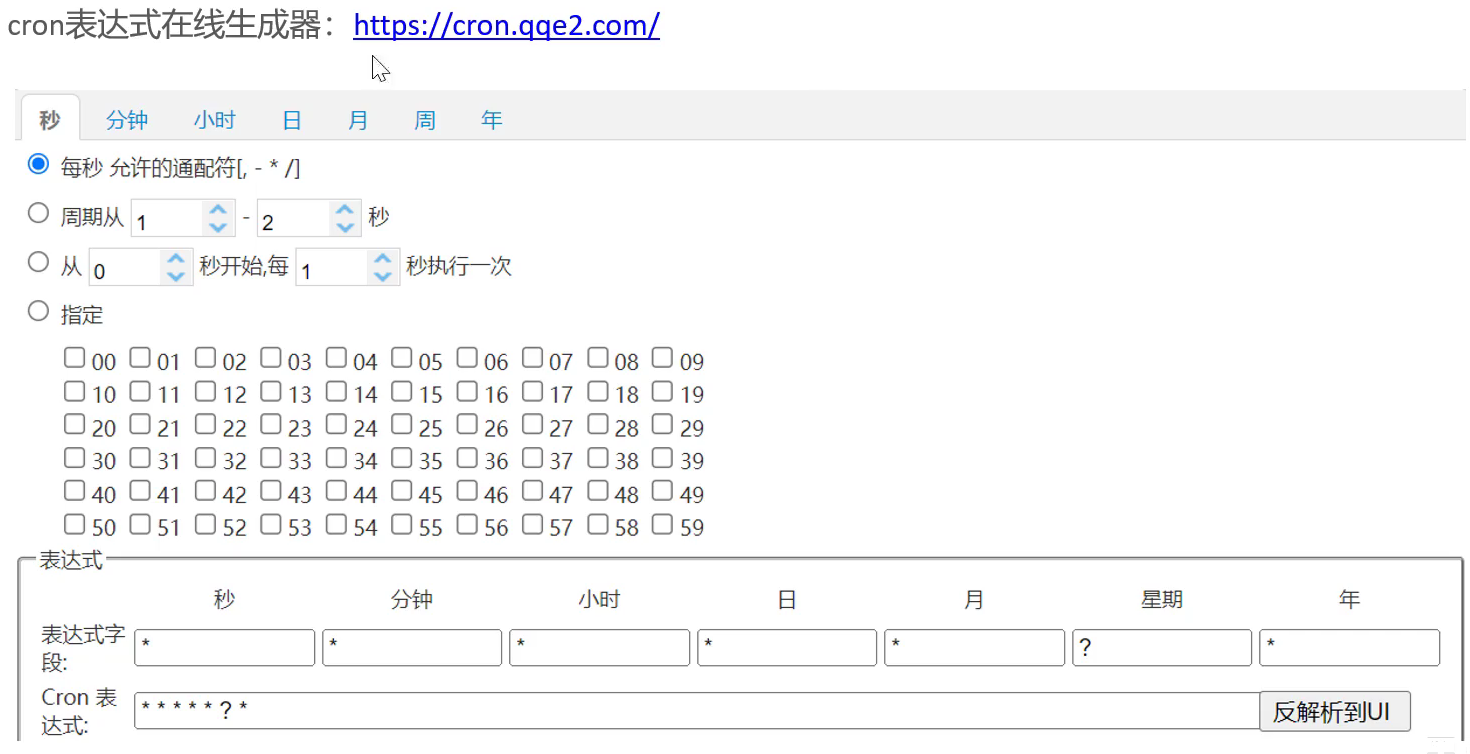 cron表达式在线生成器：https://cron.qqe2.com/
秒 分钟 小时 日 月 周 年
每秒 允许的通配符[, - * /]
周期从 1 - 2 秒
从 0 秒开始,每 1 秒执行一次
指定
00 01 02 03 04 05 06 07 08 09
10 11 12 13 14 15 16 17 18 19
20 21 22 23 24 25 26 27 28 29
30 31 32 33 34 35 36 37 38 39
40 41 42 43 44 45 46 47 48 49
50 51 52 53 54 55 56 57 58 59
表达式
秒 分钟 小时 日 月 星期 年
表达式字
段: * * * * * ? *
Cron 表
达式: * * * * * ? * 反解析到UI